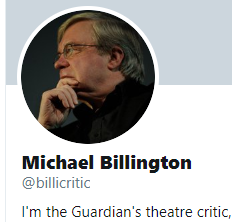 Michael Billington
@billicritic
I'm the Guardian's theatre critic,